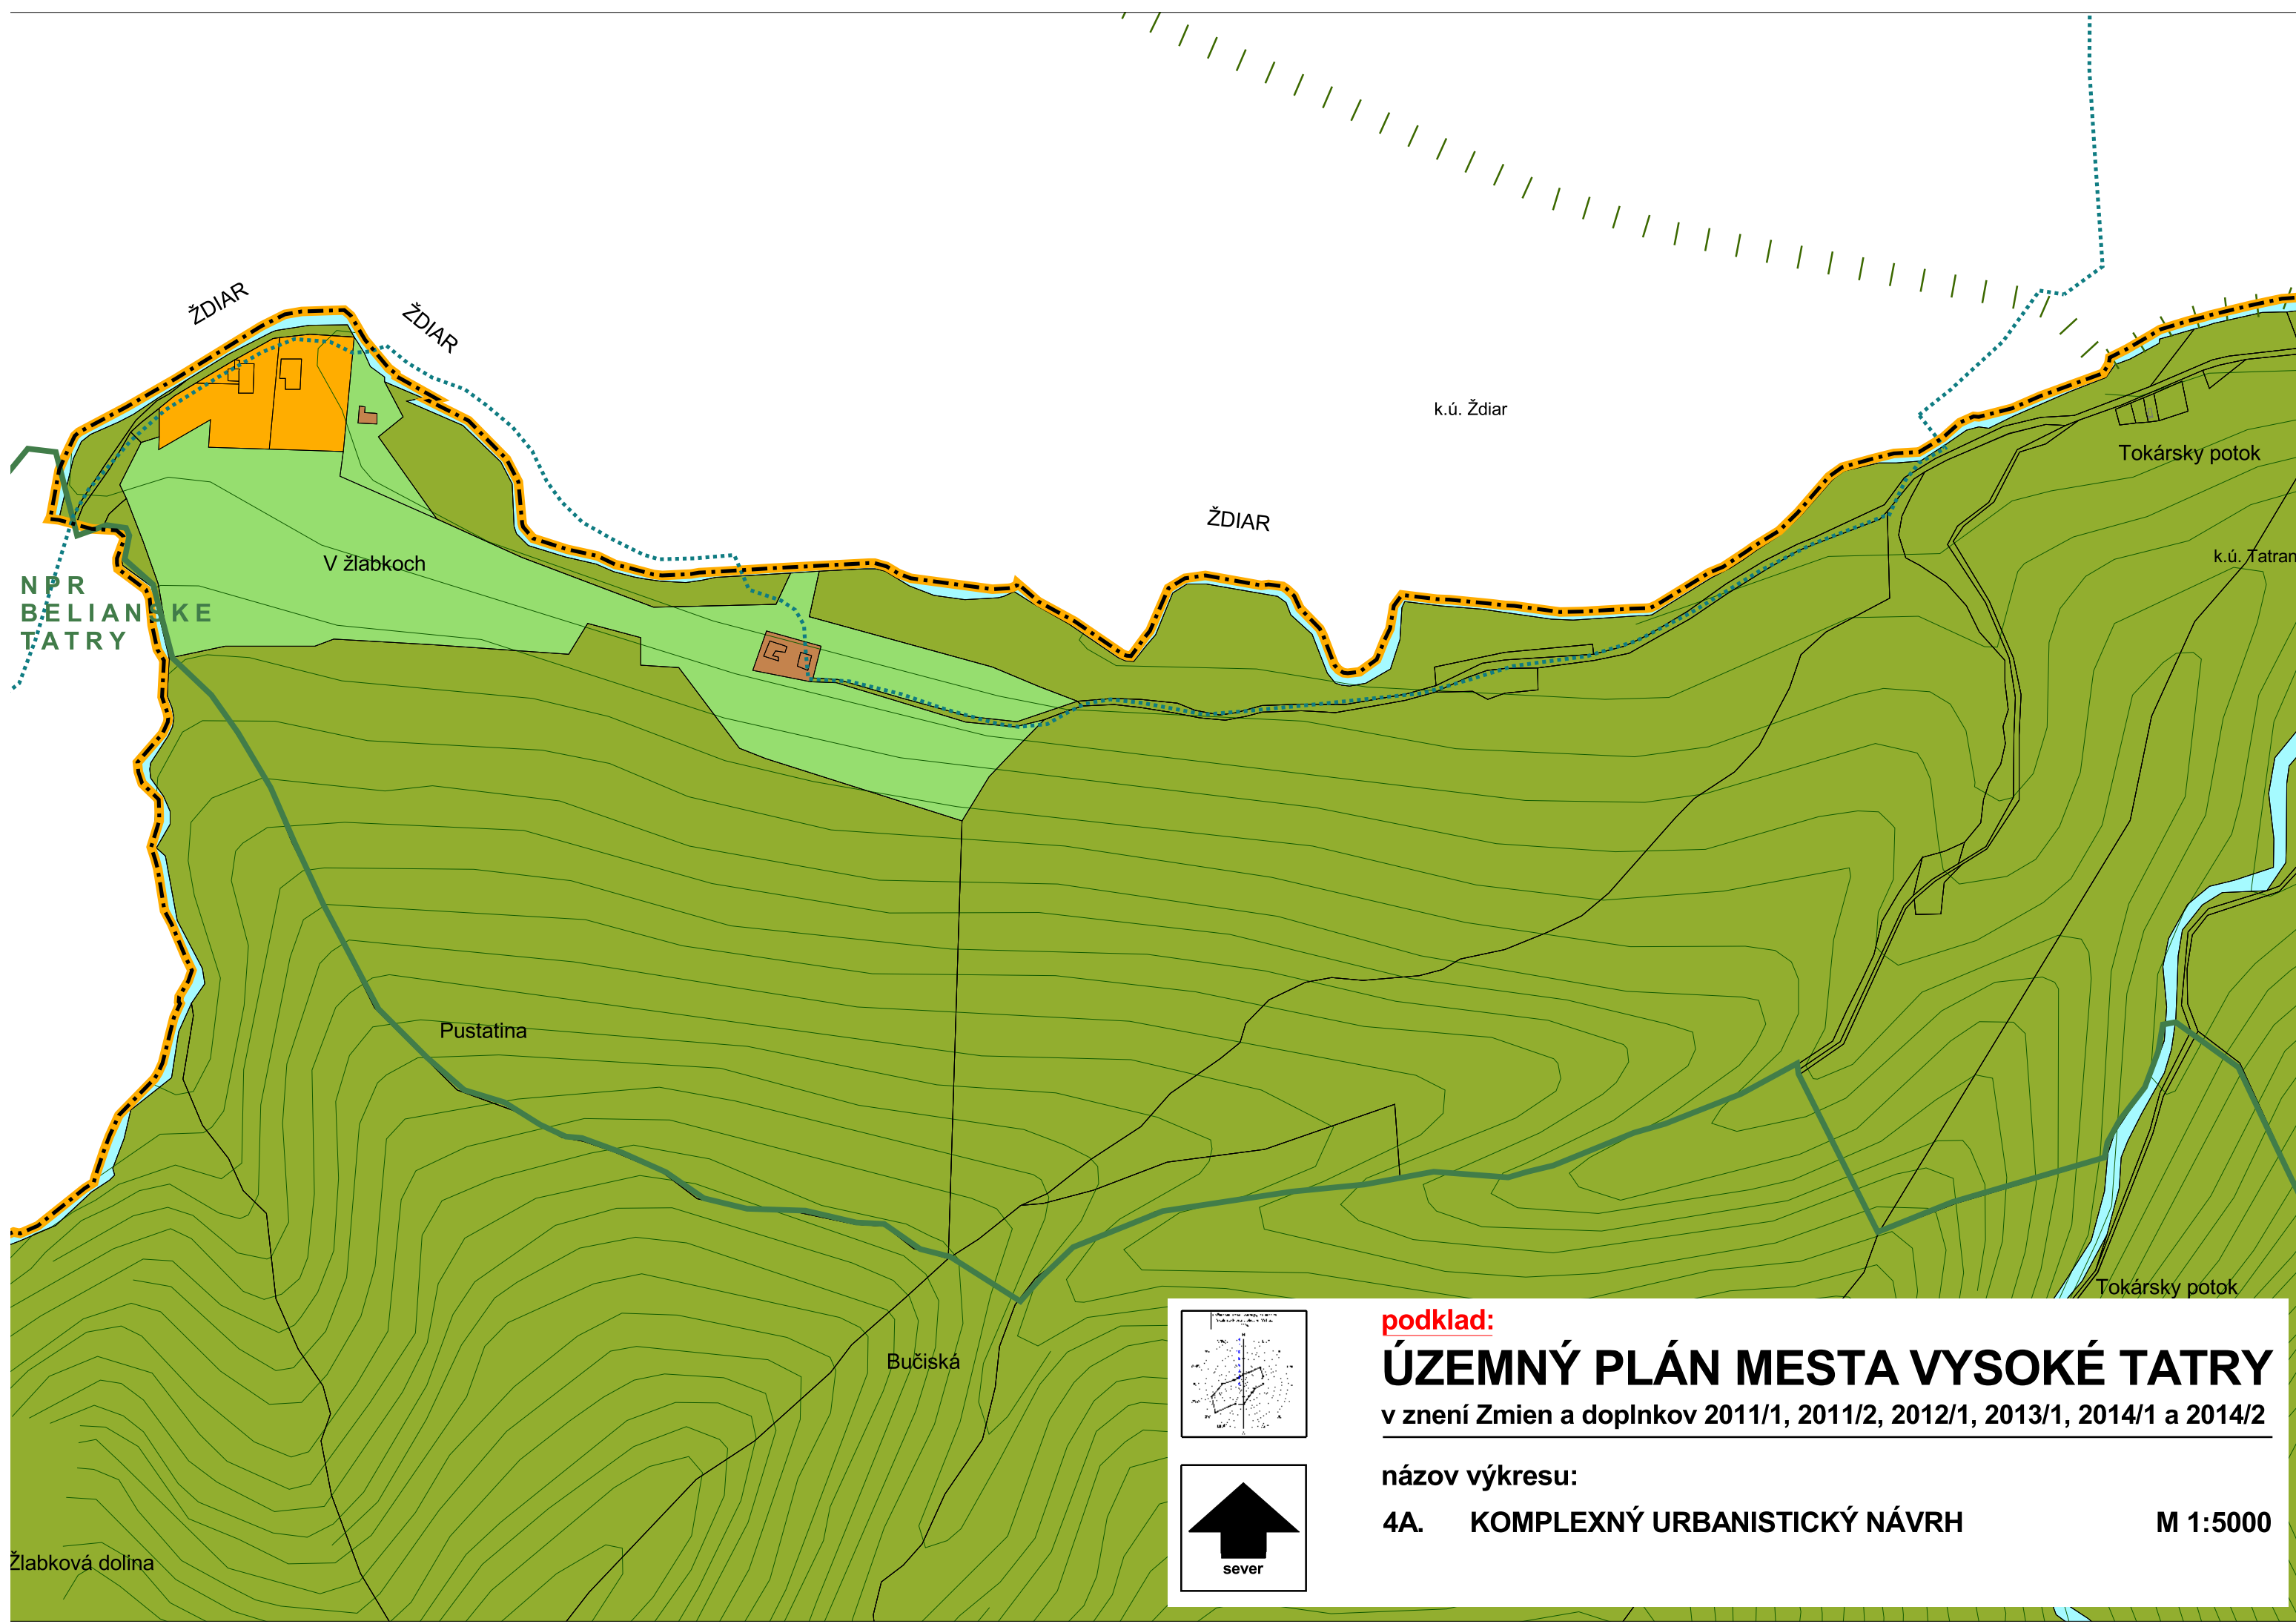 ŽDIAR
ŽDIAR
k.ú. Ždiar
Tokársky potok
ŽDIAR
k.ú. Tatran
V žlabkoch
NPR
BELIANSKE
TATRY
Pustatina
Tokársky potok
Bučiská
Žlabková dolina
podklad:
ÚZEMNÝ PLÁN MESTA VYSOKÉ TATRY
v znení Zmien a doplnkov 2011/1, 2011/2, 2012/1, 2013/1, 2014/1 a 2014/2
názov výkresu:
4A. KOMPLEXNÝ URBANISTICKÝ NÁVRH M 1:5000
sever